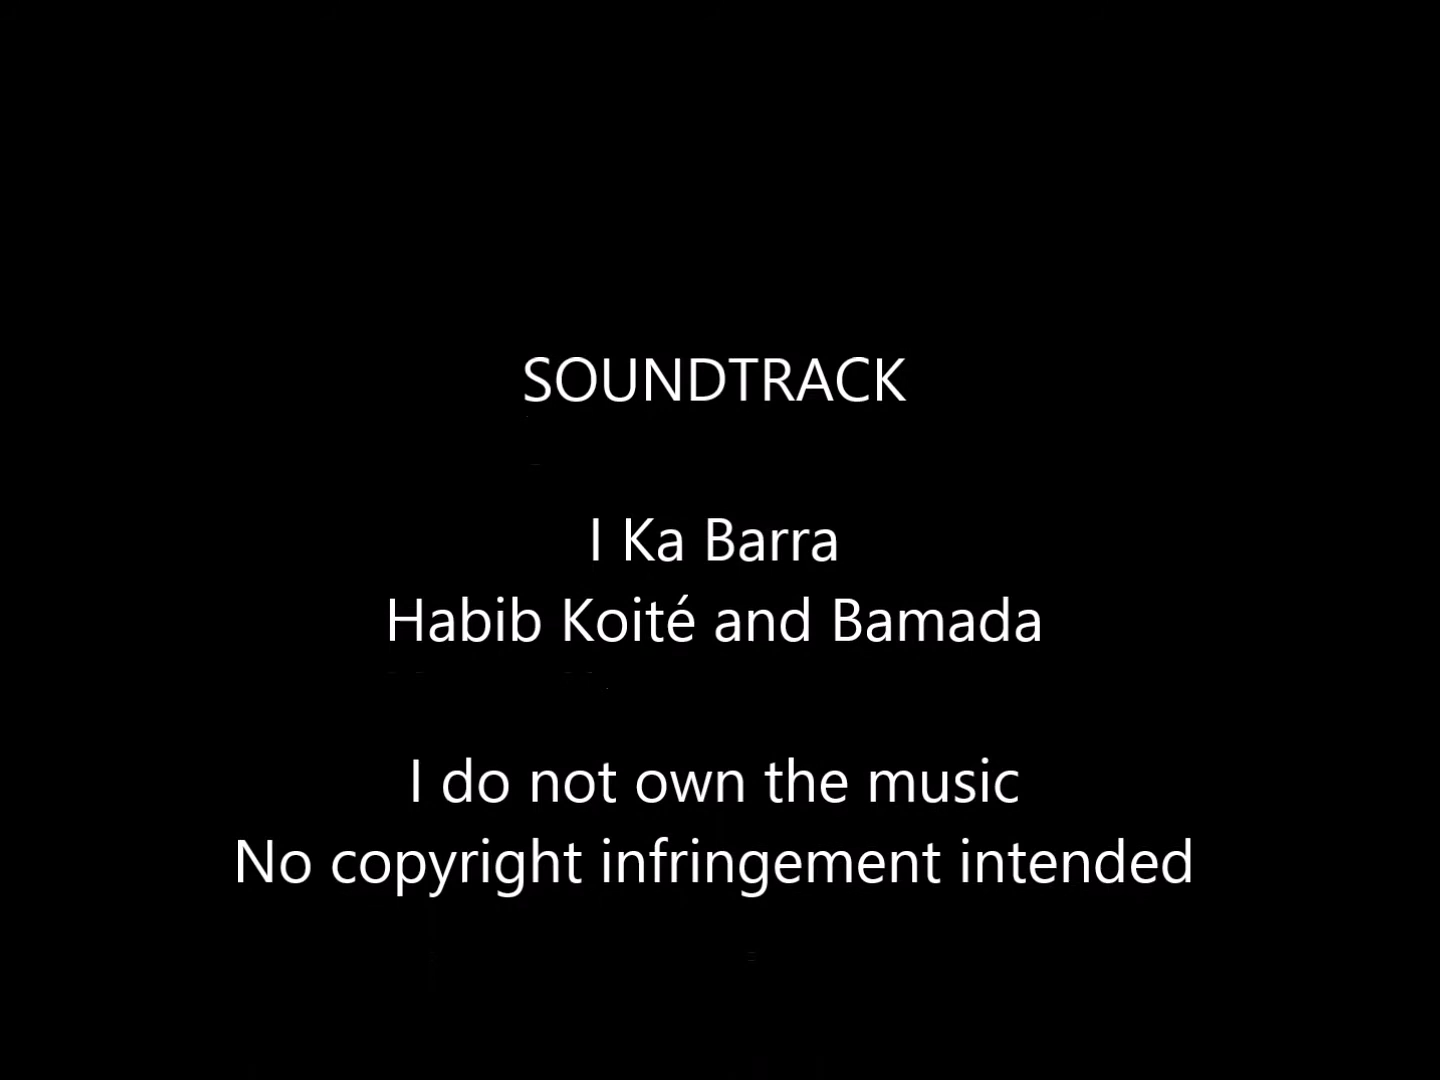 SOUNDTRACK
I Ka Barra
Habib Koité and Bamada
I do not own the music
No copyright infringement intended